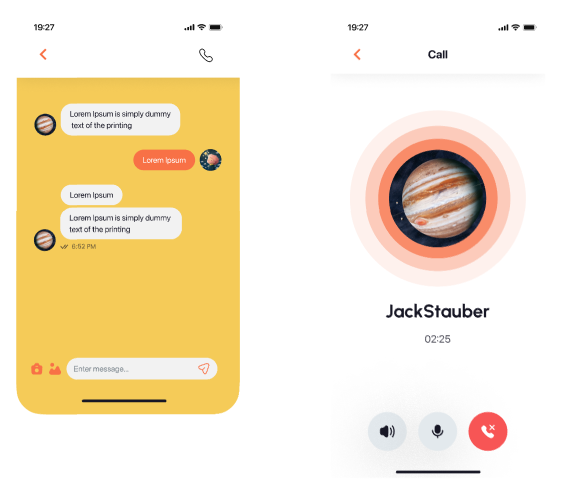 19:27
Lorem Ipsum is simply dummy
text of the printing
Lorem Ipsum
Lorem Ipsum
Lorem Ipsum is simply dummy
text of the printing
6:52 PM
Enter message...
19:27
Call
JackStauber
02:25